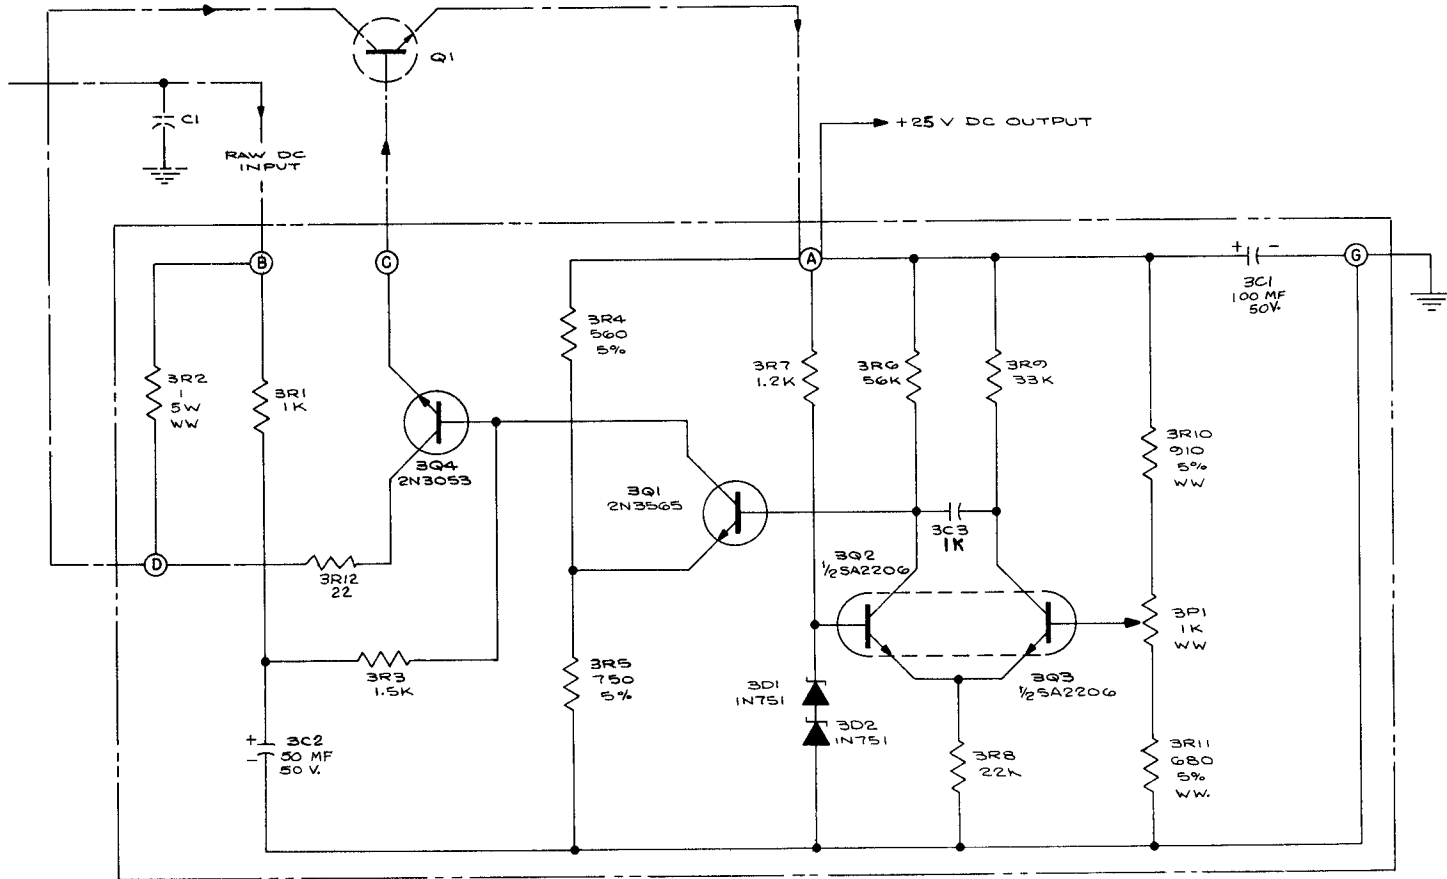 Q1
C1
+25 V DC OUTPUT
RAW DC
INPUT
B
C
A
G
3C1
100 MF
50V.
3R4
560
5%
3R7
1.2K
3R6
56K
3R9
33K
3R2
1
5W
WW
3R1
1K
3R10
910
5%
WW
3Q4
2N3053
3Q1
2N3565
3C3
1K
3Q2
1/2 SA2206
D
3R12
22
3P1
1K
WW
3R3
1.5K
3R5
750
5%
3D1
1N751
3Q3
1/2 SA2206
3D2
1N751
3C2
50 MF
50 V.
3R8
22K
3R11
680
5%
WW.
+
-
+
-